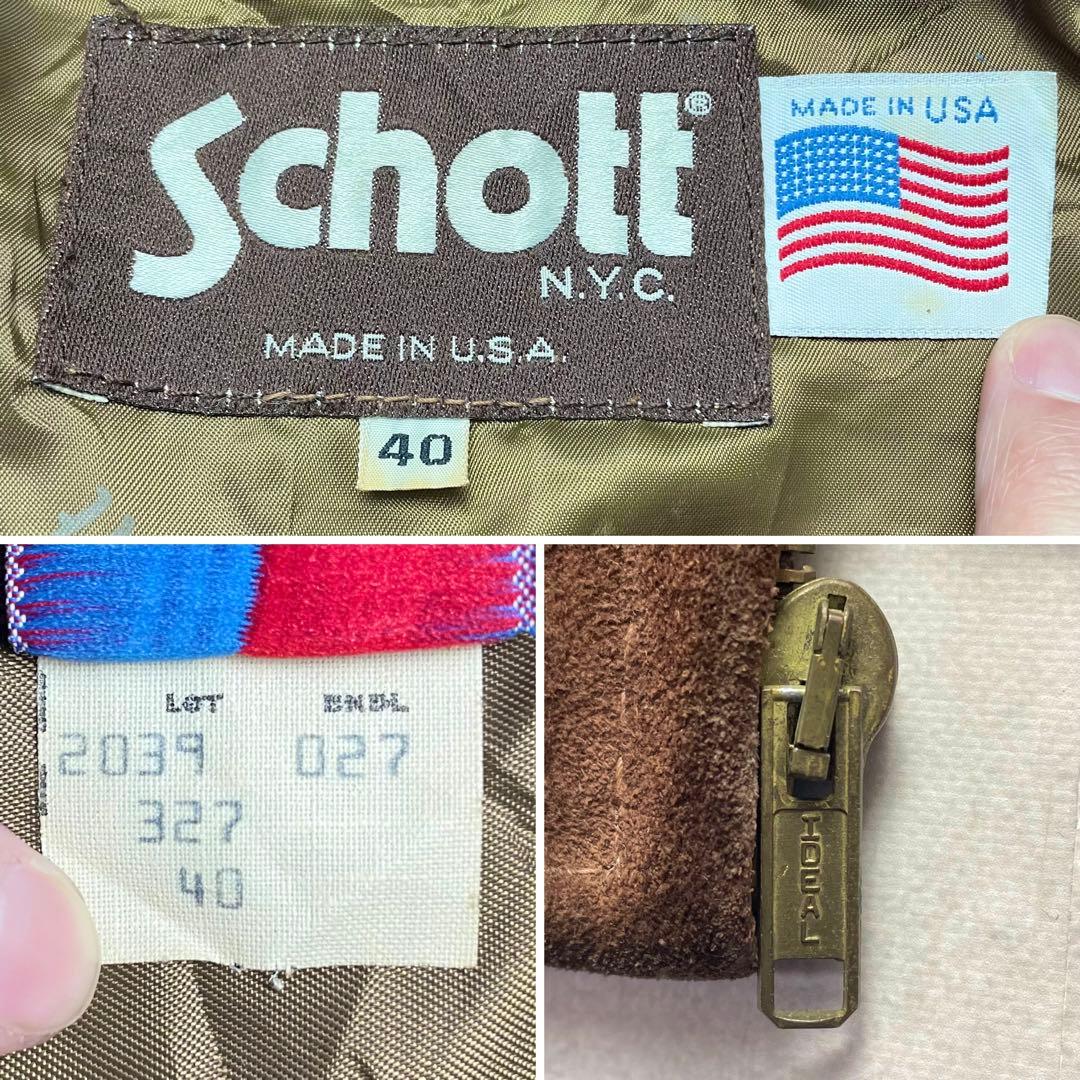 Schott®
N.Y.C.
MADE IN U.S.A.
40
MADE IN USA
LOT BNDL
2039 027
327
40
IDEAL